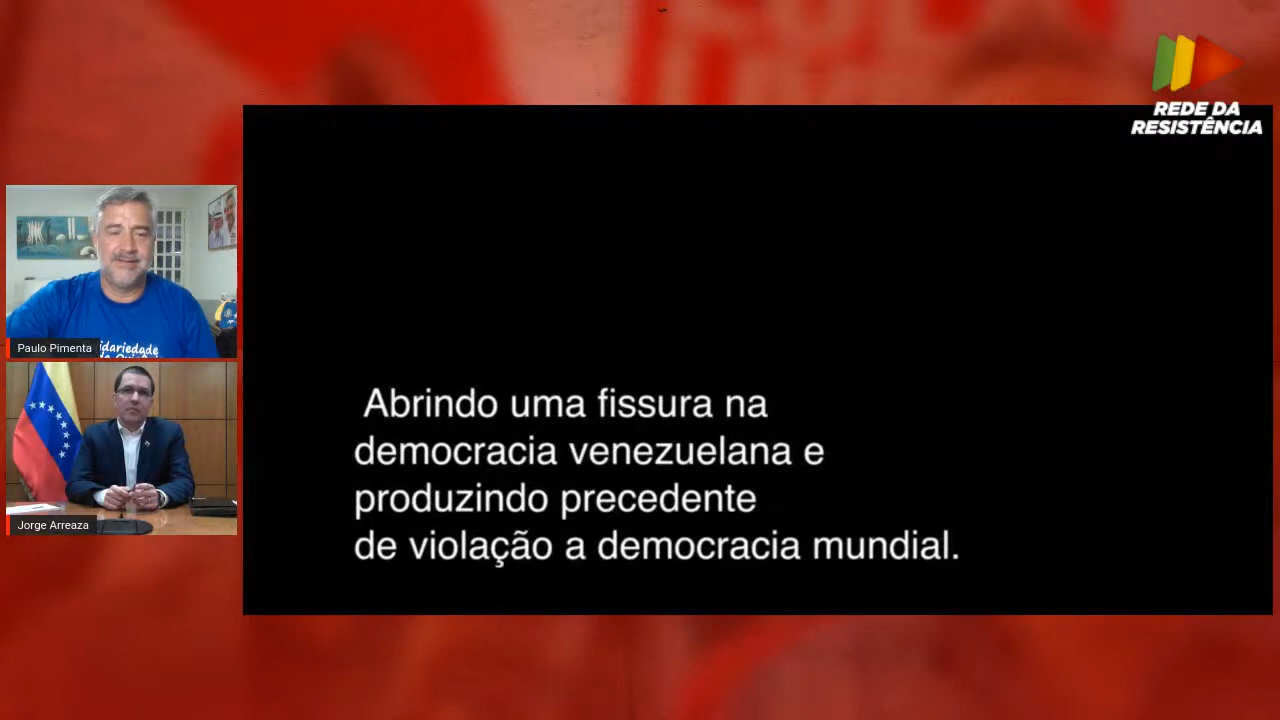 REDE DA
RESISTÊNCIA
Paulo Pimenta
Jorge Arreaza
Abrindo uma fissura na
democracia venezuelana e
produzindo precedente
de violação a democracia mundial.